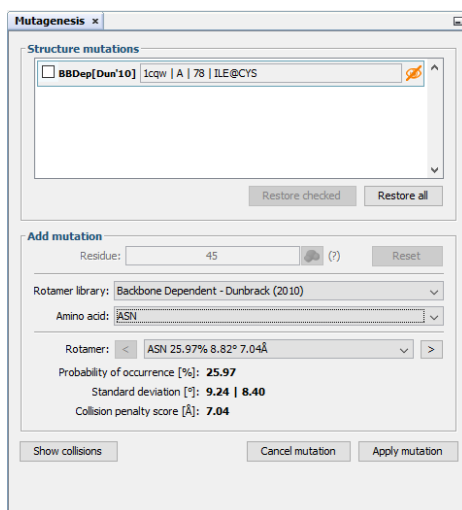 Mutagenesis ×
Structure mutations
BBDep[Dun'10] 1cqw | A | 78 | ILE@CYS
Restore checked Restore all
Add mutation
Residue: 45 (?) Reset
Rotamer library: Backbone Dependent - Dunbrack (2010)
Amino acid: ASN
Rotamer: < ASN 25.97% 8.82° 7.04Å >
Probability of occurrence [%]: 25.97
Standard deviation [°]: 9.24 | 8.40
Collision penalty score [Å]: 7.04
Show collisions Cancel mutation Apply mutation